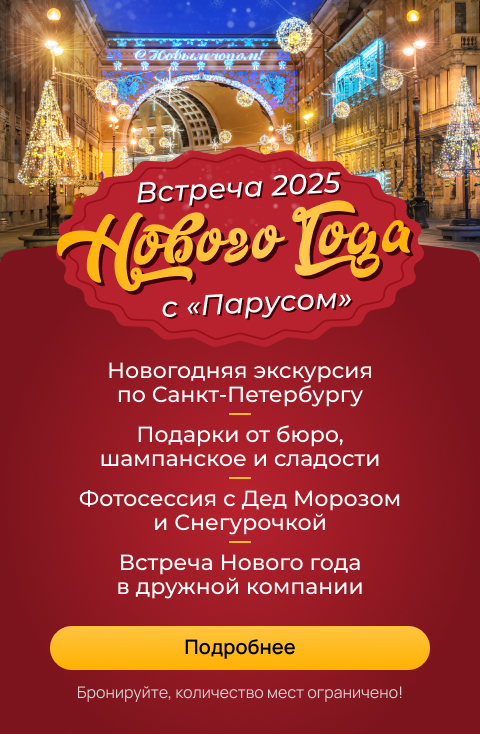 С Новым годом!
Встреча 2025
Нового Года
с «Парусом»
Новогодняя экскурсия
по Санкт-Петербургу
Подарки от бюро,
шампанское и сладости
Фотосессия с Дед Морозом
и Снегурочкой
Встреча Нового года
в дружной компании
Подробнее
Бронируйте, количество мест ограничено!